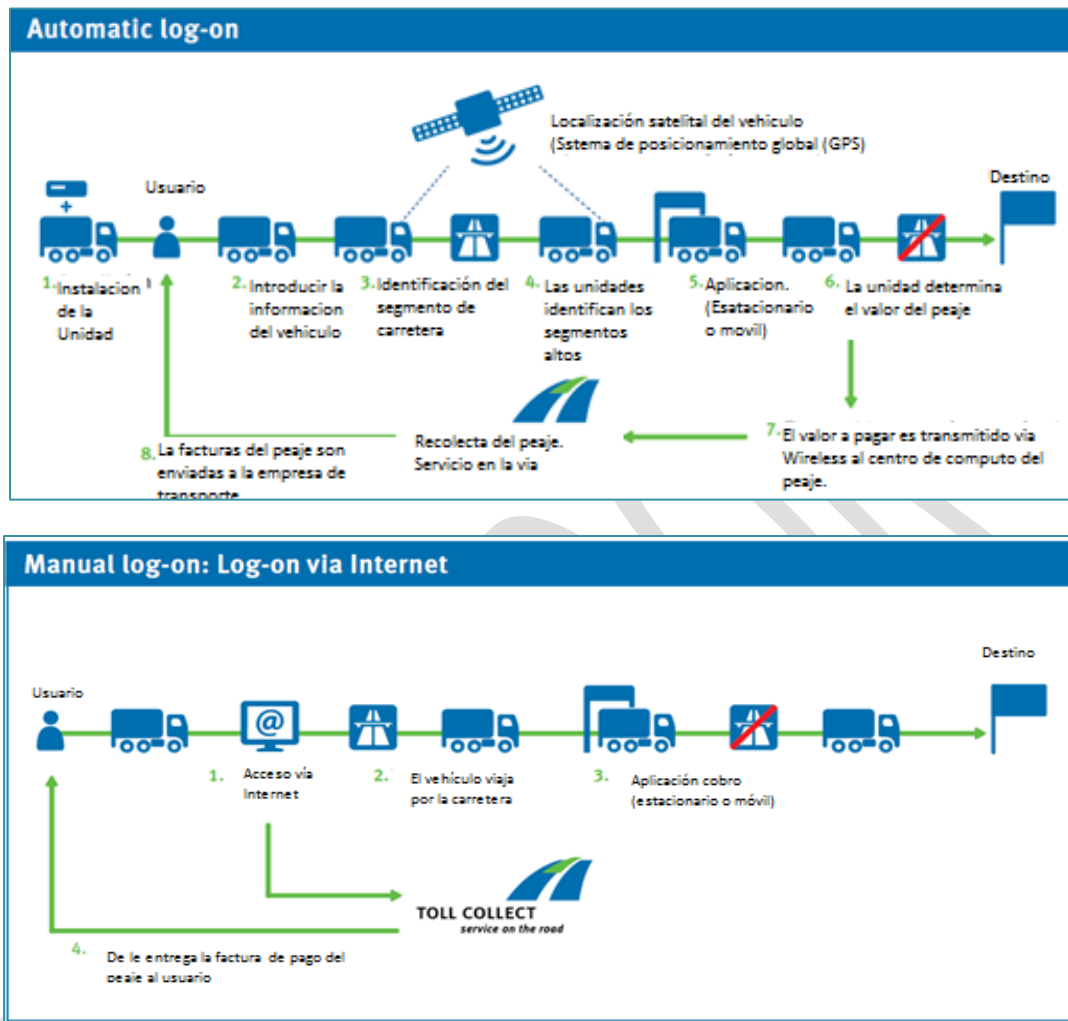 Automatic log-on
Localización satelital del vehiculo
(Sstema de posicionamiento global (GPS)
Usuario
Destino
+
1. Instalacion
de la
Unidad
2. Introducir la
informacion
del vehiculo
3. Identificación del
segmento de
carretera
4. Las unidades
identifican los
segmentos
altos
5. Aplicacion.
(Esatacionario
o movil)
6. La unidad determina
el valor del peaje
7. El valor a pagar es transmitido via
Wireless al centro de computo del
peaje.
Recolecta del peaje.
Servicio en la via
8. La facturas del peaje son
enviadas a la empresa de
transporte
Manual log-on: Log-on via Internet
Destino
Usuario
@
1. Acceso vía
Internet
2. El vehículo viaja
por la carretera
3. Aplicación cobro
(estacionario o móvil)
TOLL COLLECT
service on the road
4. De le entrega la factura de pago del
peaje al usuario